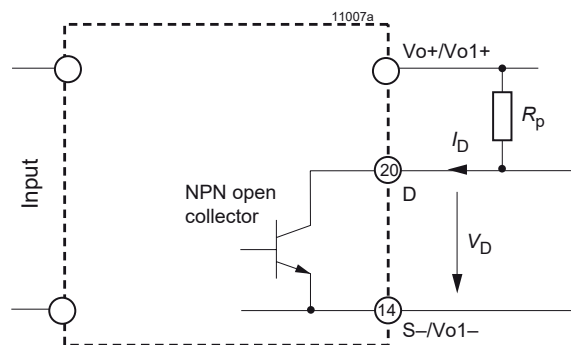 11007a
Vo+/Vo1+
Rp
ID
20
D
NPN open
collector
Input
VD
14
S–/Vo1–